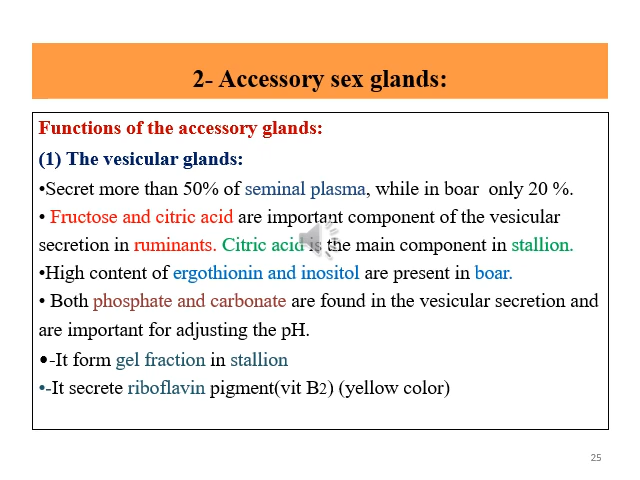 2- Accessory sex glands:
Functions of the accessory glands:
(1) The vesicular glands:
•Secret more than 50% of seminal plasma, while in boar only 20 %.
• Fructose and citric acid are important component of the vesicular
secretion in ruminants. Citric acid is the main component in stallion.
•High content of ergothionin and inositol are present in boar.
• Both phosphate and carbonate are found in the vesicular secretion and
are important for adjusting the pH.
•-It form gel fraction in stallion
•-It secrete riboflavin pigment(vit B2) (yellow color)
25